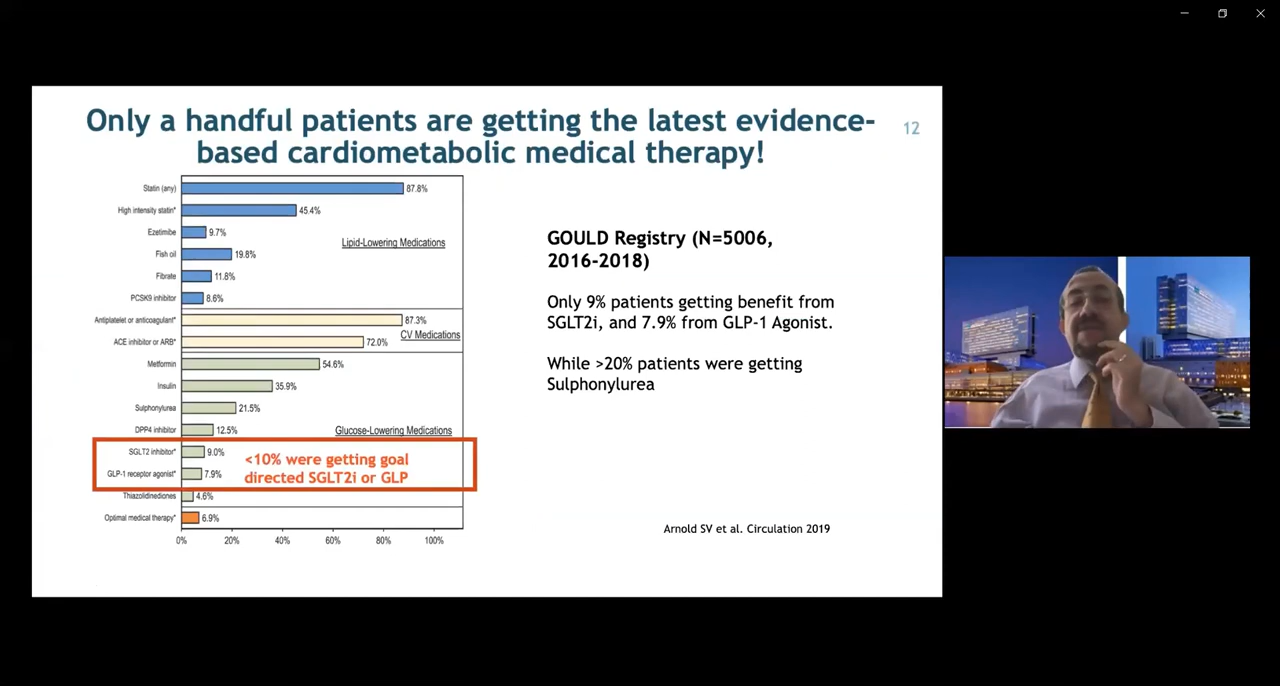 Only a handful patients are getting the latest evidence-
based cardiometabolic medical therapy!
12
Statin (any)
87.8%
High intensity statin*
45.4%
Ezetimibe
9.7%
Lipid-Lowering Medications
Fish oil
19.8%
Fibrate
11.8%
PCSK9 inhibitor
8.6%
Antiplatelet or anticoagulant*
87.3%
CV Medications
ACE inhibitor or ARB*
72.0%
Metformin
54.6%
Insulin
35.9%
Sulphonylurea
21.5%
DPP4 inhibitor
12.5%
Glucose-Lowering Medications
SGLT2 inhibitor*
9.0%
GLP-1 receptor agonist*
7.9%
<10% were getting goal
directed SGLT2i or GLP
Thiazolidinediones
4.6%
Optimal medical therapy*
6.9%
0%
20%
40%
60%
80%
100%
GOULD Registry (N=5006,
2016-2018)
Only 9% patients getting benefit from
SGLT2i, and 7.9% from GLP-1 Agonist.
While >20% patients were getting
Sulphonylurea
Arnold SV et al. Circulation 2019